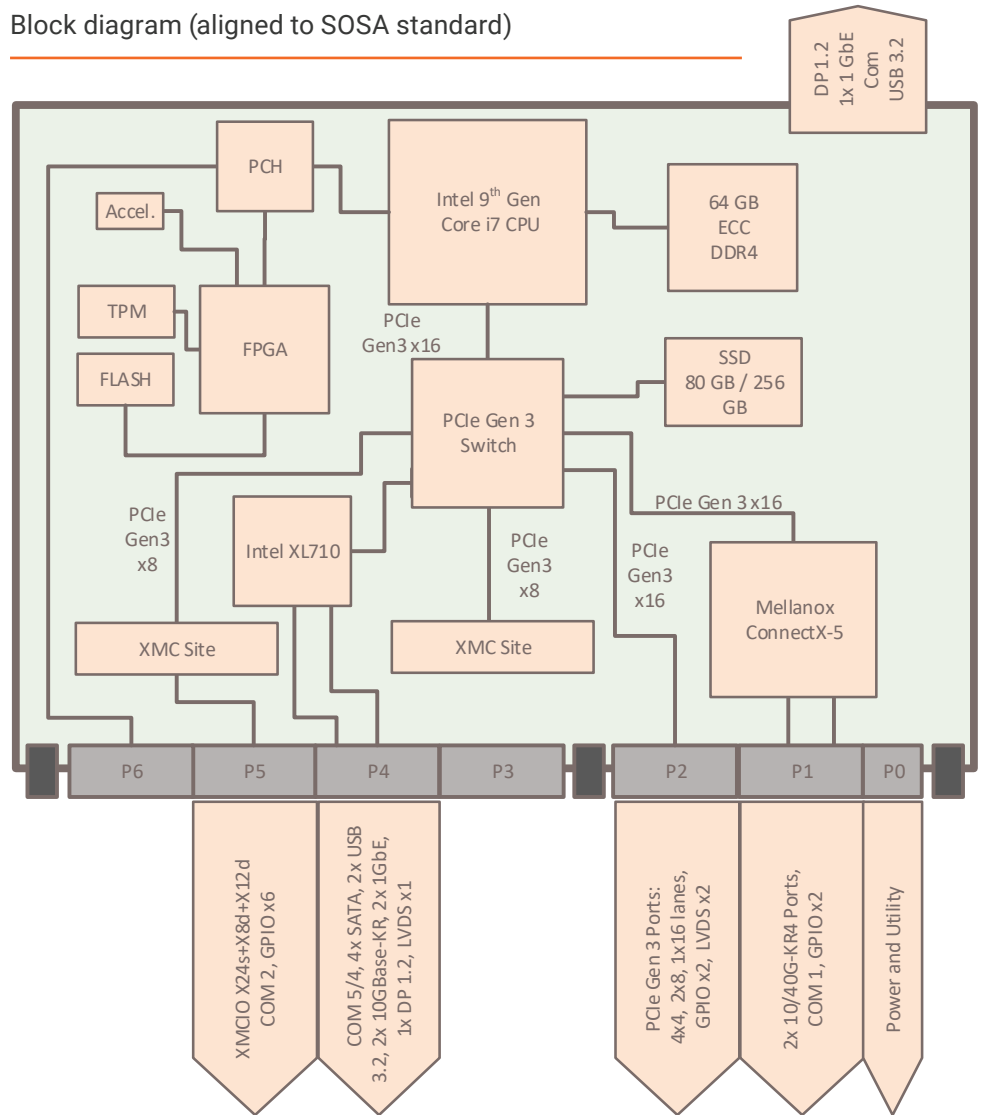 Block diagram (aligned to SOSA standard)
DP1.2
1x 1 GbE
Com
USB 3.2
PCH
Intel 9th Gen
Core i7 CPU
64 GB
ECC
DDR4
Accel.
TPM
FPGA
FLASH
PCIe
Gen3 x16
SSD
80 GB / 256
GB
PCIe Gen 3
Switch
PCIe Gen 3 x16
PCIe
Gen3
x8
Intel XL710
PCIe
Gen3
x8
PCIe
Gen3
x16
Mellanox
ConnectX-5
XMC Site
XMC Site
P6
P5
P4
P3
P2
P1
P0
XMCIO X24s+X8d+X12d
COM 2, GPIO x6
COM 5/4, 4x SATA, 2x USB
3.2, 2x 10GBase-KR, 2x 1GbE,
1x DP 1.2, LVDS x1
PCIe Gen 3 Ports:
4x4, 2x8, 1x16 lanes,
GPIO x2, LVDS x2
2x 10/40G-KR4 Ports,
COM 1, GPIO x2
Power and Utility